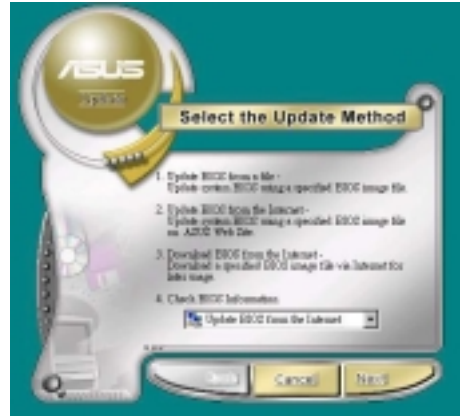 ASUS
Update
Select the Update Method
1. Update BIOS from a file -
Update system BIOS using a specified BIOS image file.
2. Update BIOS from the Internet -
Update system BIOS using a specified BIOS image file
on ASUS Web Site.
3. Download BIOS from the Internet -
Download a specified BIOS image file via Internet for
later usage.
4. Check BIOS Information
Update BIOS from the Internet
Cancel
Next